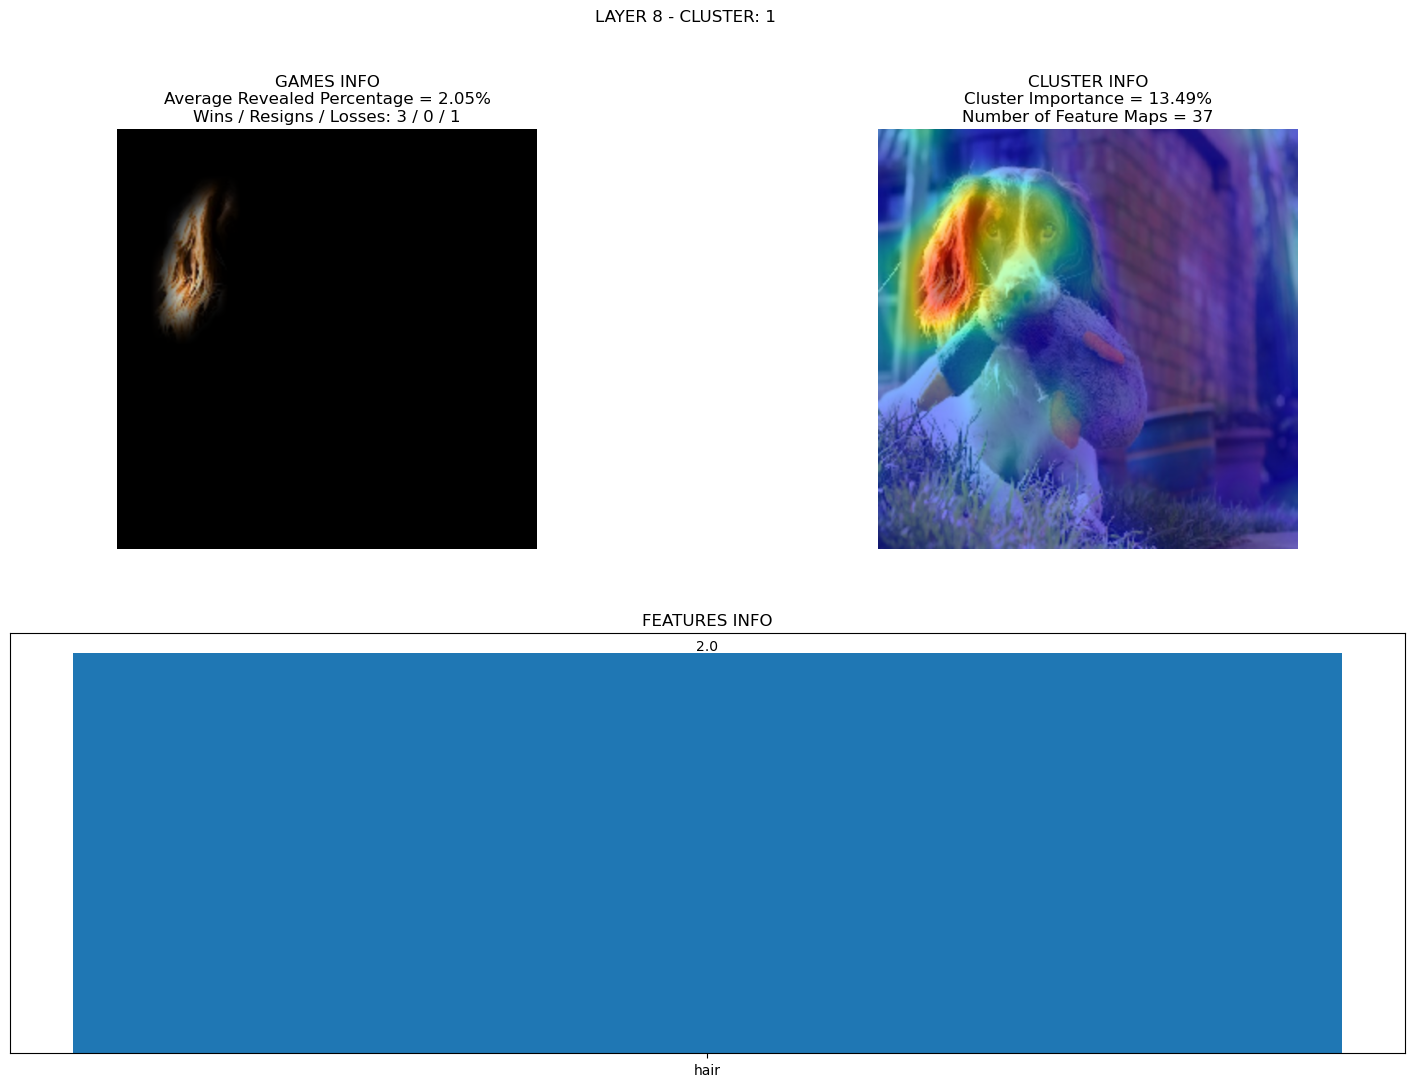 LAYER 8 - CLUSTER: 1
GAMES INFO
Average Revealed Percentage = 2.05%
Wins / Resigns / Losses: 3 / 0 / 1
CLUSTER INFO
Cluster Importance = 13.49%
Number of Feature Maps = 37
FEATURES INFO
2.0
hair